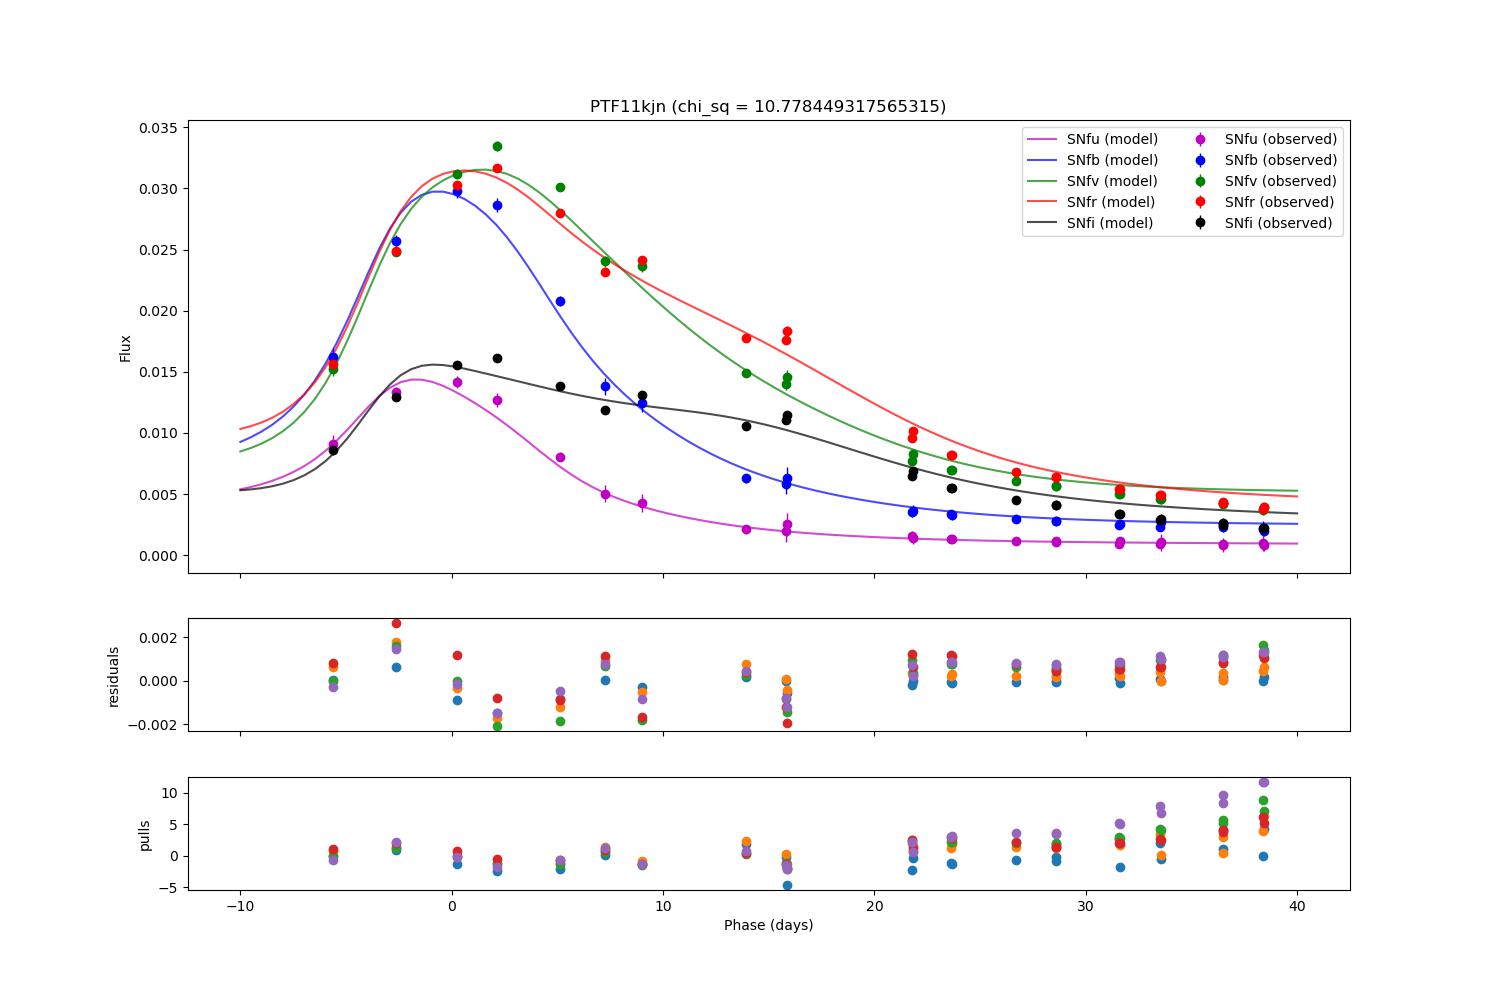 PTF11kjn (chi_sq = 10.778449317565315)
0.035
0.030
0.025
0.020
0.015
0.010
0.005
0.000
Flux
SNfu (model) SNfu (observed)
SNfb (model) SNfb (observed)
SNfv (model) SNfv (observed)
SNfr (model) SNfr (observed)
SNfi (model) SNfi (observed)
0.002
0.000
−0.002
residuals
10
5
0
−5
pulls
−10 0 10 20 30 40
Phase (days)